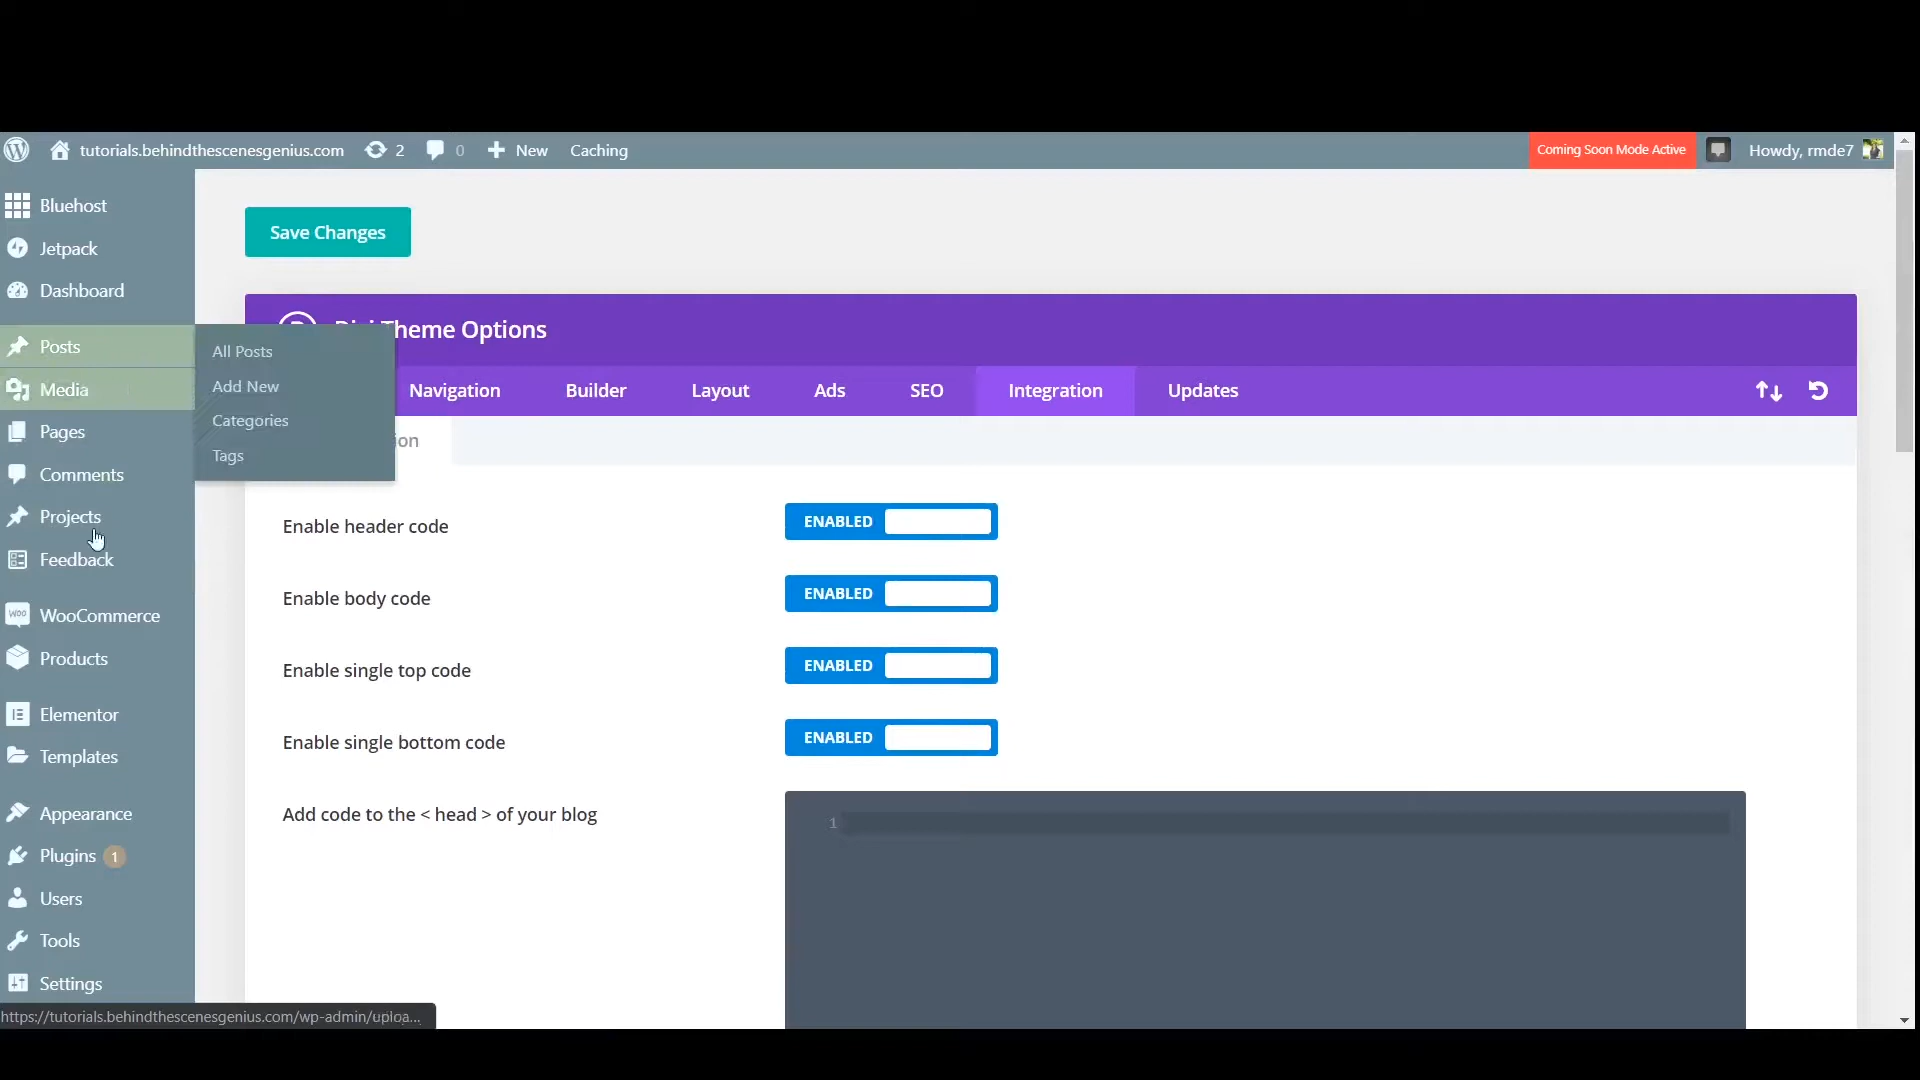 tutorials.behindthescenesgenius.com 2 0 New Caching Coming Soon Mode Active Howdy, rmde7
Bluehost
Jetpack
Dashboard
Posts
Media
Pages
Comments
Projects
Feedback
WOO WooCommerce
Products
Elementor
Templates
Appearance
Plugins 1
Users
Tools
Settings
All Posts
Add New
Categories
Tags
Save Changes
Theme Options
Navigation Builder Layout Ads SEO Integration Updates
Enable header code ENABLED
Enable body code ENABLED
Enable single top code ENABLED
Enable single bottom code ENABLED
Add code to the < head > of your blog
1
https://tutorials.behindthescenesgenius.com/wp-admin/uploa...